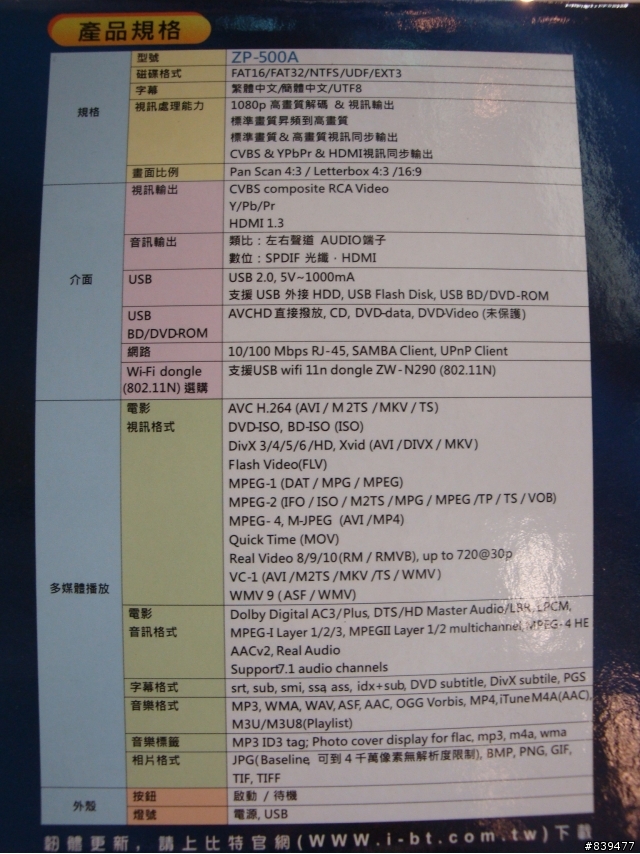 產品規格
規格
型號 ZP-500A
磁碟格式 FAT16/FAT32/NTFS/UDF/EXT3
字幕 繁體中文/簡體中文/UTF8
視訊處理能力 1080p 高畫質解碼 & 視訊輸出
標準畫質昇頻到高畫質
標準畫質 & 高畫質視訊同步輸出
CVBS & YPbPr & HDMI視訊同步輸出
畫面比例 Pan Scan 4:3 / Letterbox 4:3 /16:9
介面
視訊輸出 CVBS composite RCA Video
Y/Pb/Pr
HDMI 1.3
音訊輸出 類比：左右聲道 AUDIO端子
數位：SPDIF 光纖，HDMI
USB USB 2.0, 5V~1000mA
支援 USB 外接 HDD, USB Flash Disk, USB BD/DVD-ROM
USB BD/DVD-ROM AVCHD 直接撥放, CD, DVD-data, DVD-Video (未保護)
網路 10/100 Mbps RJ-45, SAMBA Client, UPnP Client
Wi-Fi dongle (802.11N) 選購 支援USB wifi 11n dongle ZW-N290 (802.11N)
多媒體播放
電影 AVC H.264 (AVI / M2TS / MKV / TS)
視訊格式 DVD-ISO, BD-ISO (ISO)
DivX 3/4/5/6/HD, Xvid (AVI /DIVX / MKV)
Flash Video(FLV)
MPEG-1 (DAT / MPG / MPEG)
MPEG-2 (IFO / ISO / M2TS / MPG / MPEG /TP / TS / VOB)
MPEG- 4, M-JPEG (AVI /MP4)
Quick Time (MOV)
Real Video 8/9/10(RM / RMVB), up to 720@30p
VC-1 (AVI /M2TS /MKV /TS / WMV)
WMV 9 (ASF / WMV)
電影 Dolby Digital AC3/Plus, DTS/HD Master Audio/LBR, LPCM,
音訊格式 MPEG-I Layer 1/2/3, MPEGII Layer 1/2 multichannel, MPEG-4 HE
AACv2, Real Audio
Support7.1 audio channels
字幕格式 srt, sub, smi, ssa, ass, idx+sub, DVD subtitle, DivX subtile, PGS
音樂格式 MP3, WMA, WAV, ASF, AAC, OGG Vorbis, MP4, iTune M4A(AAC),
M3U/M3U8(Playlist)
音樂標籤 MP3 ID3 tag; Photo cover display for flac, mp3, m4a, wma
相片格式 JPG(Baseline, 可到 4 千萬像素無解析度限制), BMP, PNG, GIF,
TIF, TIFF
外殼
按鈕 啟動 / 待機
燈號 電源, USB
韌體更新，請上比特官網(WWW.i-bt.com.tw)下載
#839477